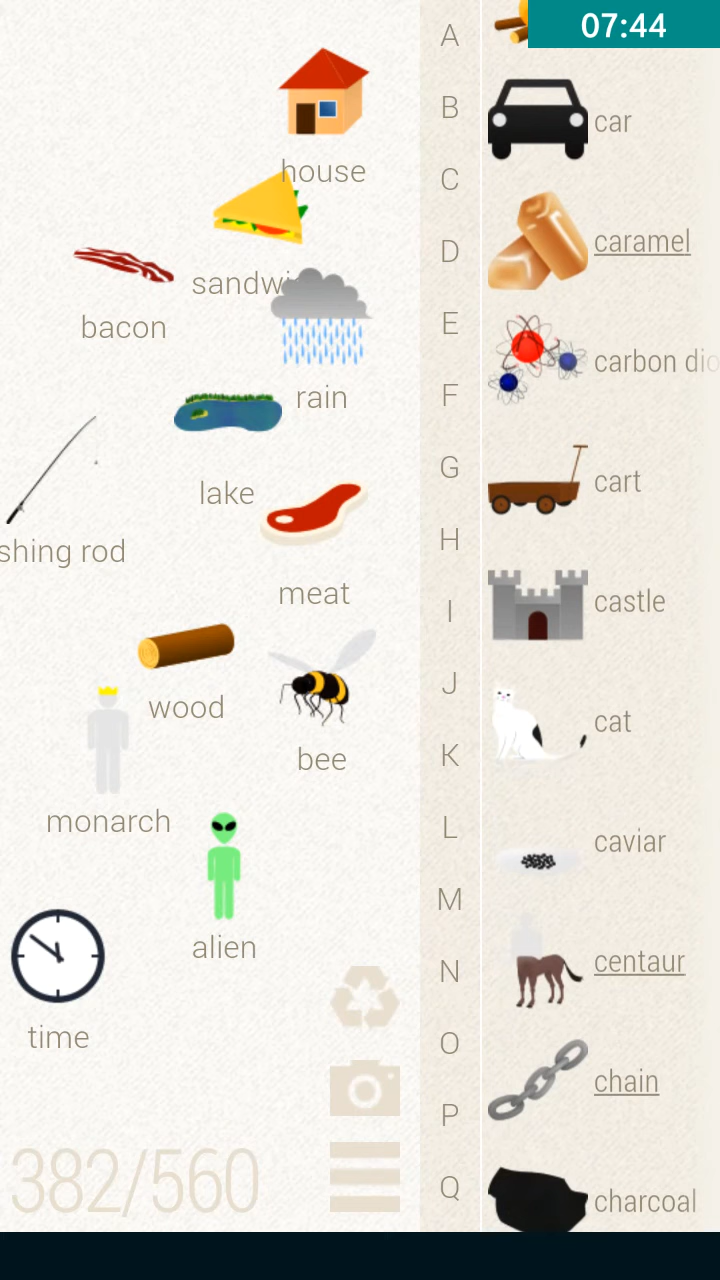 07:44
house
sandwi
bacon
rain
lake
shing rod
meat
wood
bee
monarch
alien
time
382/560
A
B
C
D
E
F
G
H
I
J
K
L
M
N
O
P
Q
car
caramel
carbon dio
cart
castle
cat
caviar
centaur
chain
charcoal